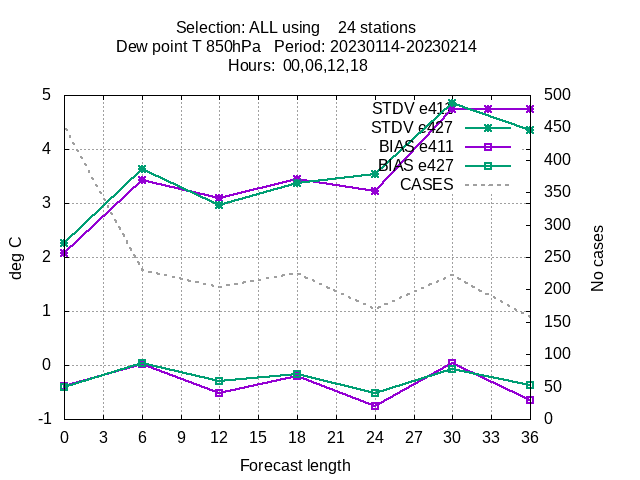 Selection: ALL using 24 stations
Dew point T 850hPa Period: 20230114-20230214
Hours: 00,06,12,18
STDV e411
STDV e427
BIAS e411
BIAS e427
CASES
5
4
3
2
1
0
-1
deg C
500
450
400
350
300
250
200
150
100
50
0
No cases
0 3 6 9 12 15 18 21 24 27 30 33 36
Forecast length